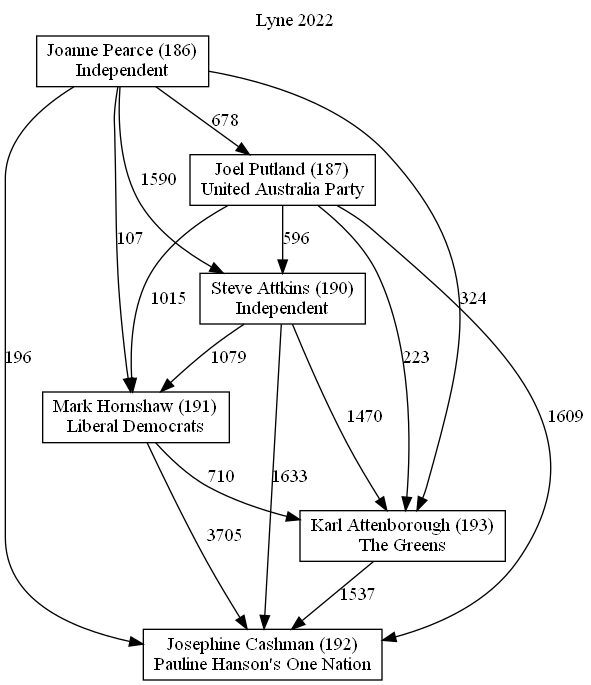 Lyne 2022
Joanne Pearce (186)
Independent
678
Joel Putland (187)
United Australia Party
1590
107
596
1015
324
196
Steve Attkins (190)
Independent
1079
223
1470
1609
Mark Hornshaw (191)
Liberal Democrats
710
1633
3705
Karl Attenborough (193)
The Greens
1537
Josephine Cashman (192)
Pauline Hanson's One Nation